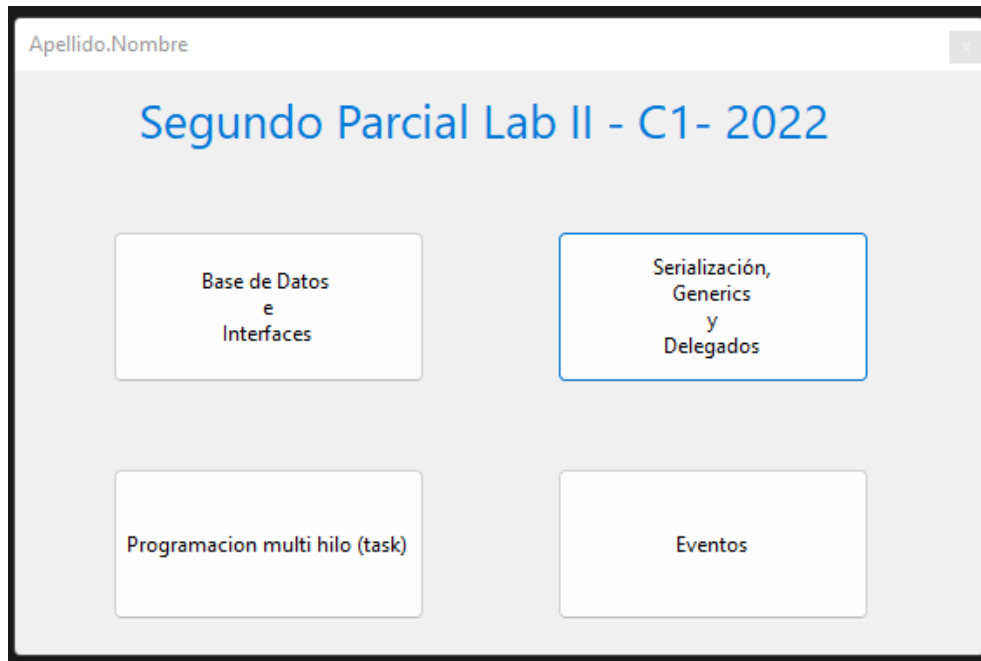 Apellido.Nombre
x
Segundo Parcial Lab II - C1- 2022
Base de Datos
e
Interfaces
Serialización,
Generics
y
Delegados
Programacion multi hilo (task)
Eventos